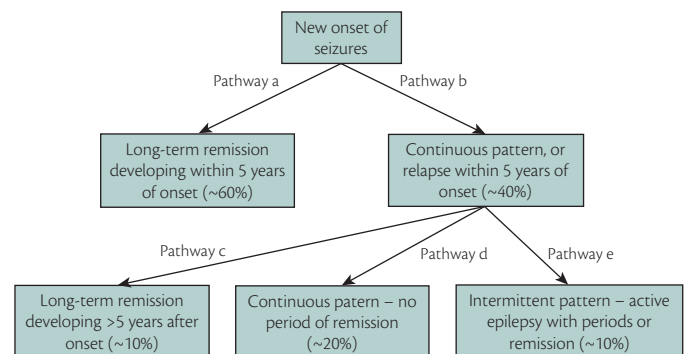 New onset of
seizures
Pathway a
Pathway b
Long-term remission
developing within 5 years
of onset (~60%)
Continuous pattern, or
relapse within 5 years of
onset (~40%)
Pathway c
Pathway d
Pathway e
Long-term remission
developing >5 years after
onset (~10%)
Continuous patern – no
period of remission
(~20%)
Intermittent pattern – active
epilepsy with periods or
remission (~10%)